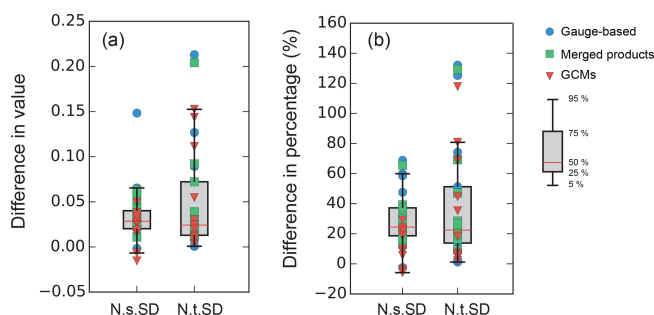 (a)
Difference in value
0.25
0.20
0.15
0.10
0.05
0.00
−0.05
N.s.SD N.t.SD
(b)
Difference in percentage (%)
160
140
120
100
80
60
40
20
0
−20
N.s.SD N.t.SD
Gauge-based
Merged products
GCMs
95 %
75 %
50 %
25 %
5 %